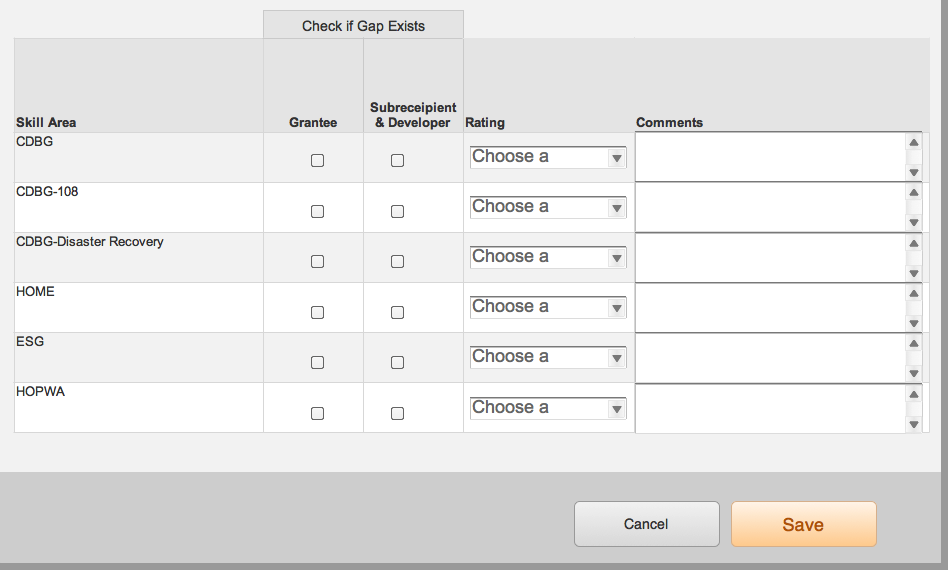 Check if Gap Exists
Skill Area
Grantee
Subreceipient
& Developer
Rating
Comments
CDBG
Choose a
CDBG-108
Choose a
CDBG-Disaster Recovery
Choose a
HOME
Choose a
ESG
Choose a
HOPWA
Choose a
Cancel
Save